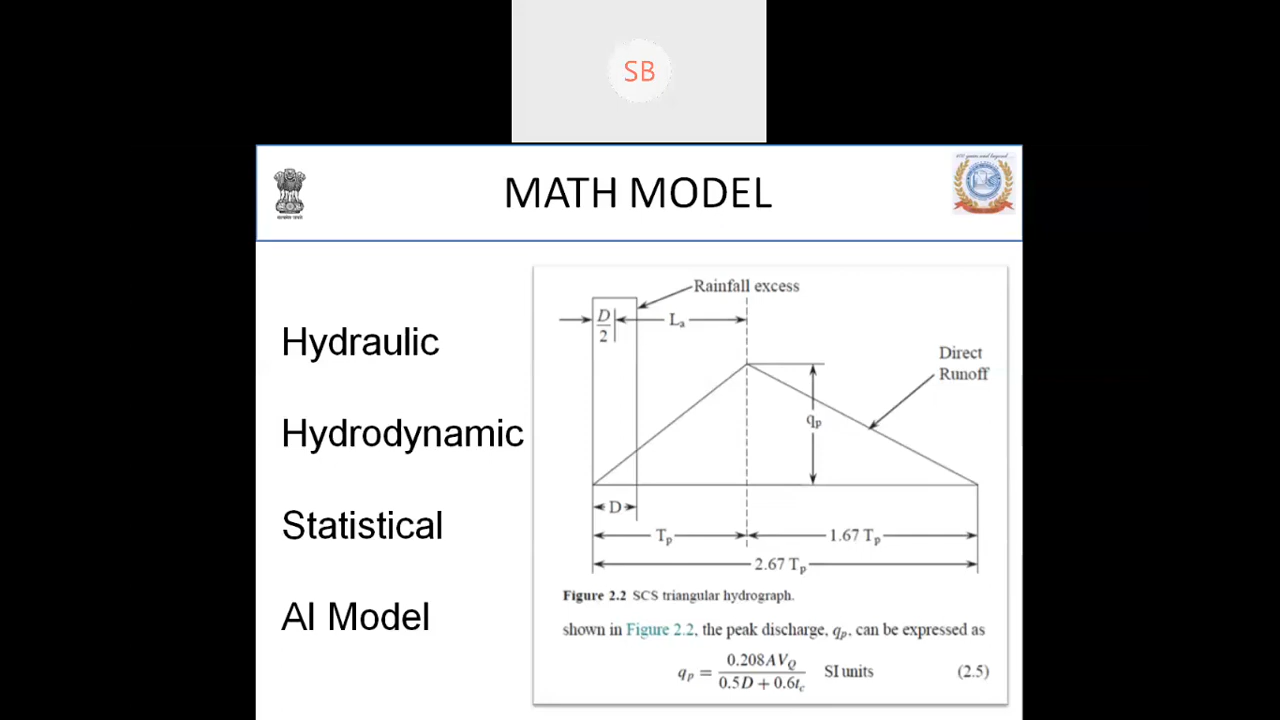 SB
MATH MODEL
Hydraulic
Hydrodynamic
Statistical
AI Model
Rainfall excess
D/2
Lₐ
Direct
Runoff
qₚ
D
Tₚ
1.67 Tₚ
2.67 Tₚ
Figure 2.2 SCS triangular hydrograph.
shown in Figure 2.2, the peak discharge, qₚ, can be expressed as
qₚ = 0.208AV_Q / 0.5D + 0.6t_c SI units (2.5)